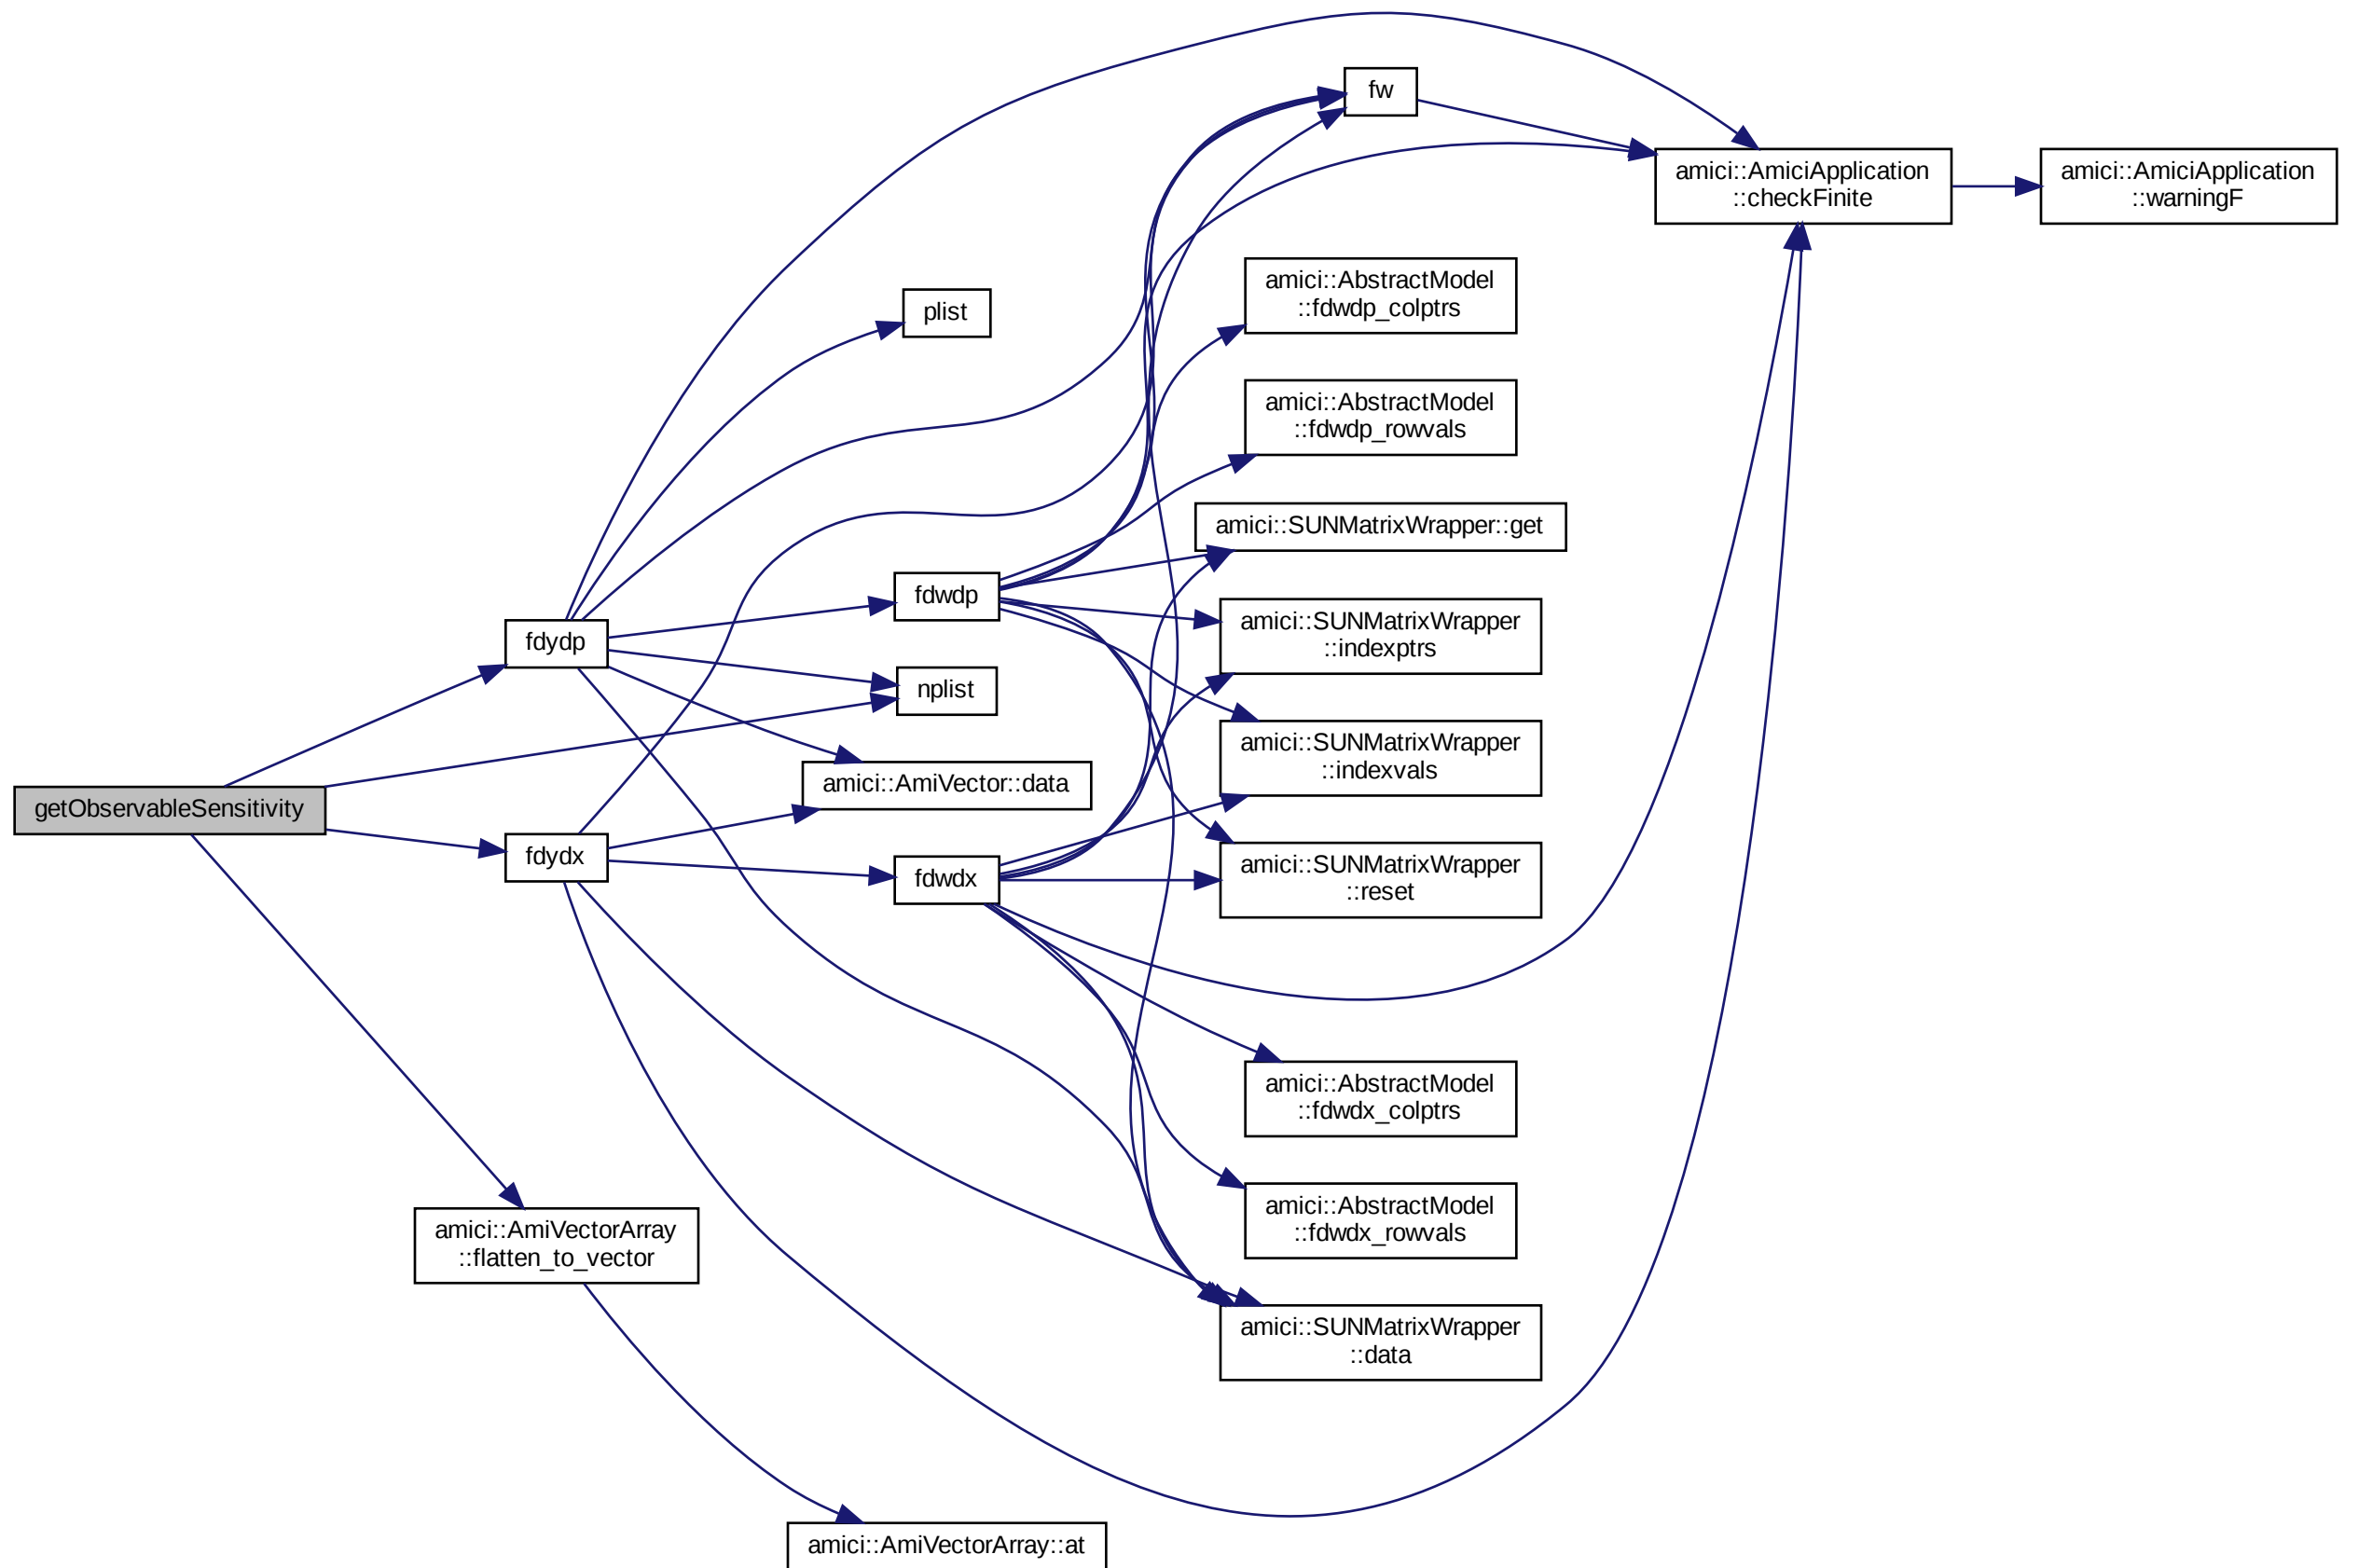 getObservableSensitivity
fdydp
fdydx
amici::AmiVectorArray
::flatten_to_vector
plist
fdwdp
nplist
amici::AmiVector::data
fdwdx
amici::AmiVectorArray::at
fw
amici::AbstractModel
::fdwdp_colptrs
amici::AbstractModel
::fdwdp_rowvals
amici::SUNMatrixWrapper::get
amici::SUNMatrixWrapper
::indexptrs
amici::SUNMatrixWrapper
::indexvals
amici::SUNMatrixWrapper
::reset
amici::AbstractModel
::fdwdx_colptrs
amici::AbstractModel
::fdwdx_rowvals
amici::SUNMatrixWrapper
::data
amici::AmiciApplication
::checkFinite
amici::AmiciApplication
::warningF